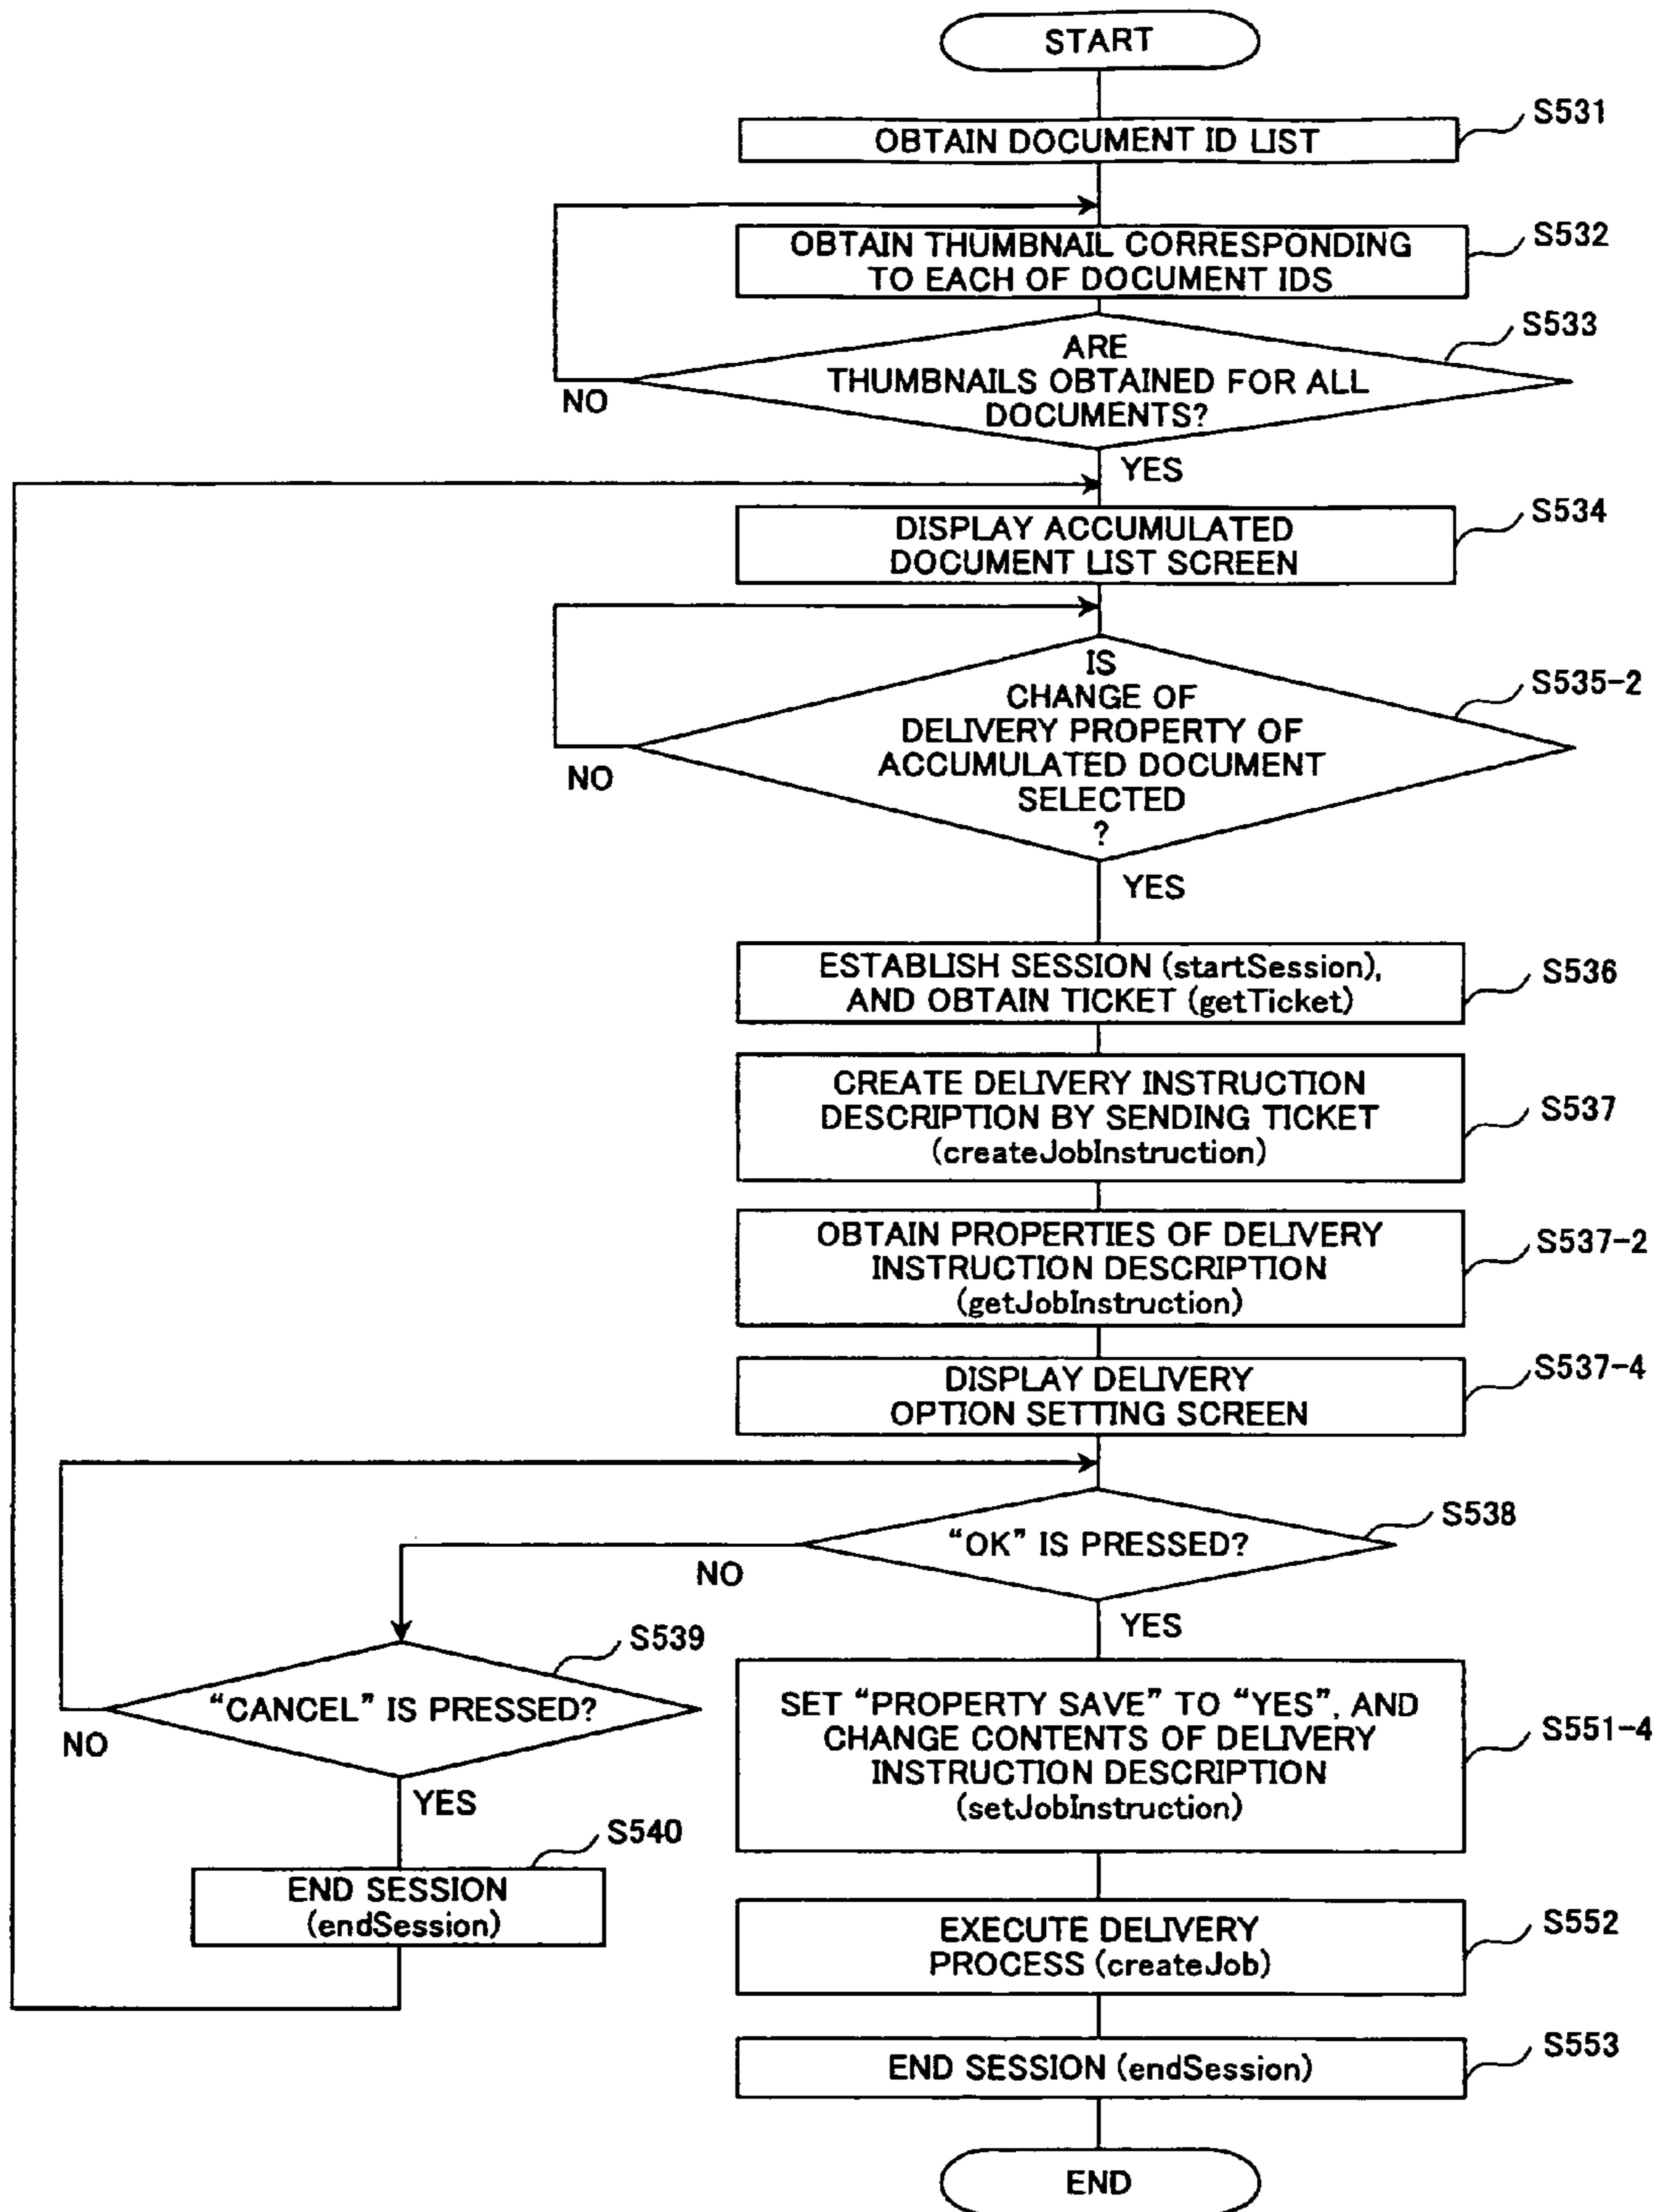 START
S531
OBTAIN DOCUMENT ID LIST
S532
OBTAIN THUMBNAIL CORRESPONDING
TO EACH OF DOCUMENT IDS
S533
ARE
THUMBNAILS OBTAINED FOR ALL
DOCUMENTS?
NO
YES
S534
DISPLAY ACCUMULATED
DOCUMENT LIST SCREEN
S535-2
IS
CHANGE OF
DELIVERY PROPERTY OF
ACCUMULATED DOCUMENT
SELECTED
?
NO
YES
S536
ESTABLISH SESSION (startSession),
AND OBTAIN TICKET (getTicket)
S537
CREATE DELIVERY INSTRUCTION
DESCRIPTION BY SENDING TICKET
(createJobInstruction)
S537-2
OBTAIN PROPERTIES OF DELIVERY
INSTRUCTION DESCRIPTION
(getJobInstruction)
S537-4
DISPLAY DELIVERY
OPTION SETTING SCREEN
S538
“OK” IS PRESSED?
NO
YES
S539
“CANCEL” IS PRESSED?
NO
YES
S540
END SESSION
(endSession)
S551-4
SET “PROPERTY SAVE” TO “YES”, AND
CHANGE CONTENTS OF DELIVERY
INSTRUCTION DESCRIPTION
(setJobInstruction)
S552
EXECUTE DELIVERY
PROCESS (createJob)
S553
END SESSION (endSession)
END